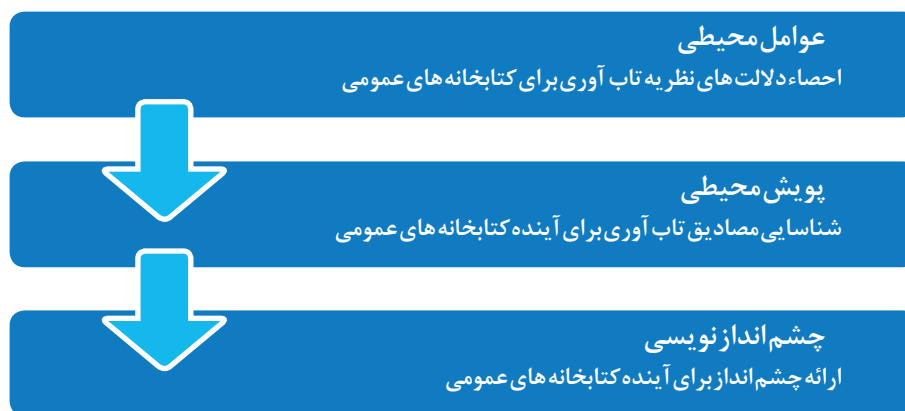 عوامل محیطی
احصاء دلالت‌های نظریه تاب آوری برای کتابخانه‌های عمومی
پویش محیطی
شناسایی مصادیق تاب آوری برای آینده کتابخانه‌های عمومی
چشم‌انداز نویسی
ارائه چشم‌انداز برای آینده کتابخانه‌های عمومی